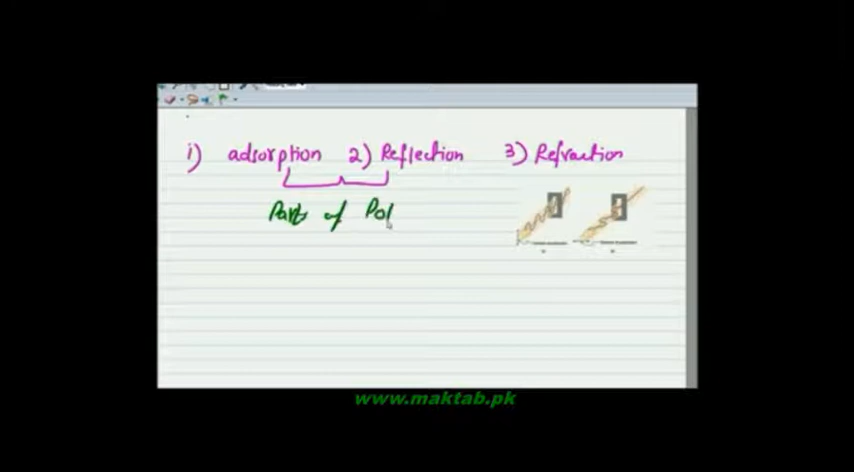 i) adsorption 2) Reflection 3) Refraction
Parts of Pol
www.maktab.pk